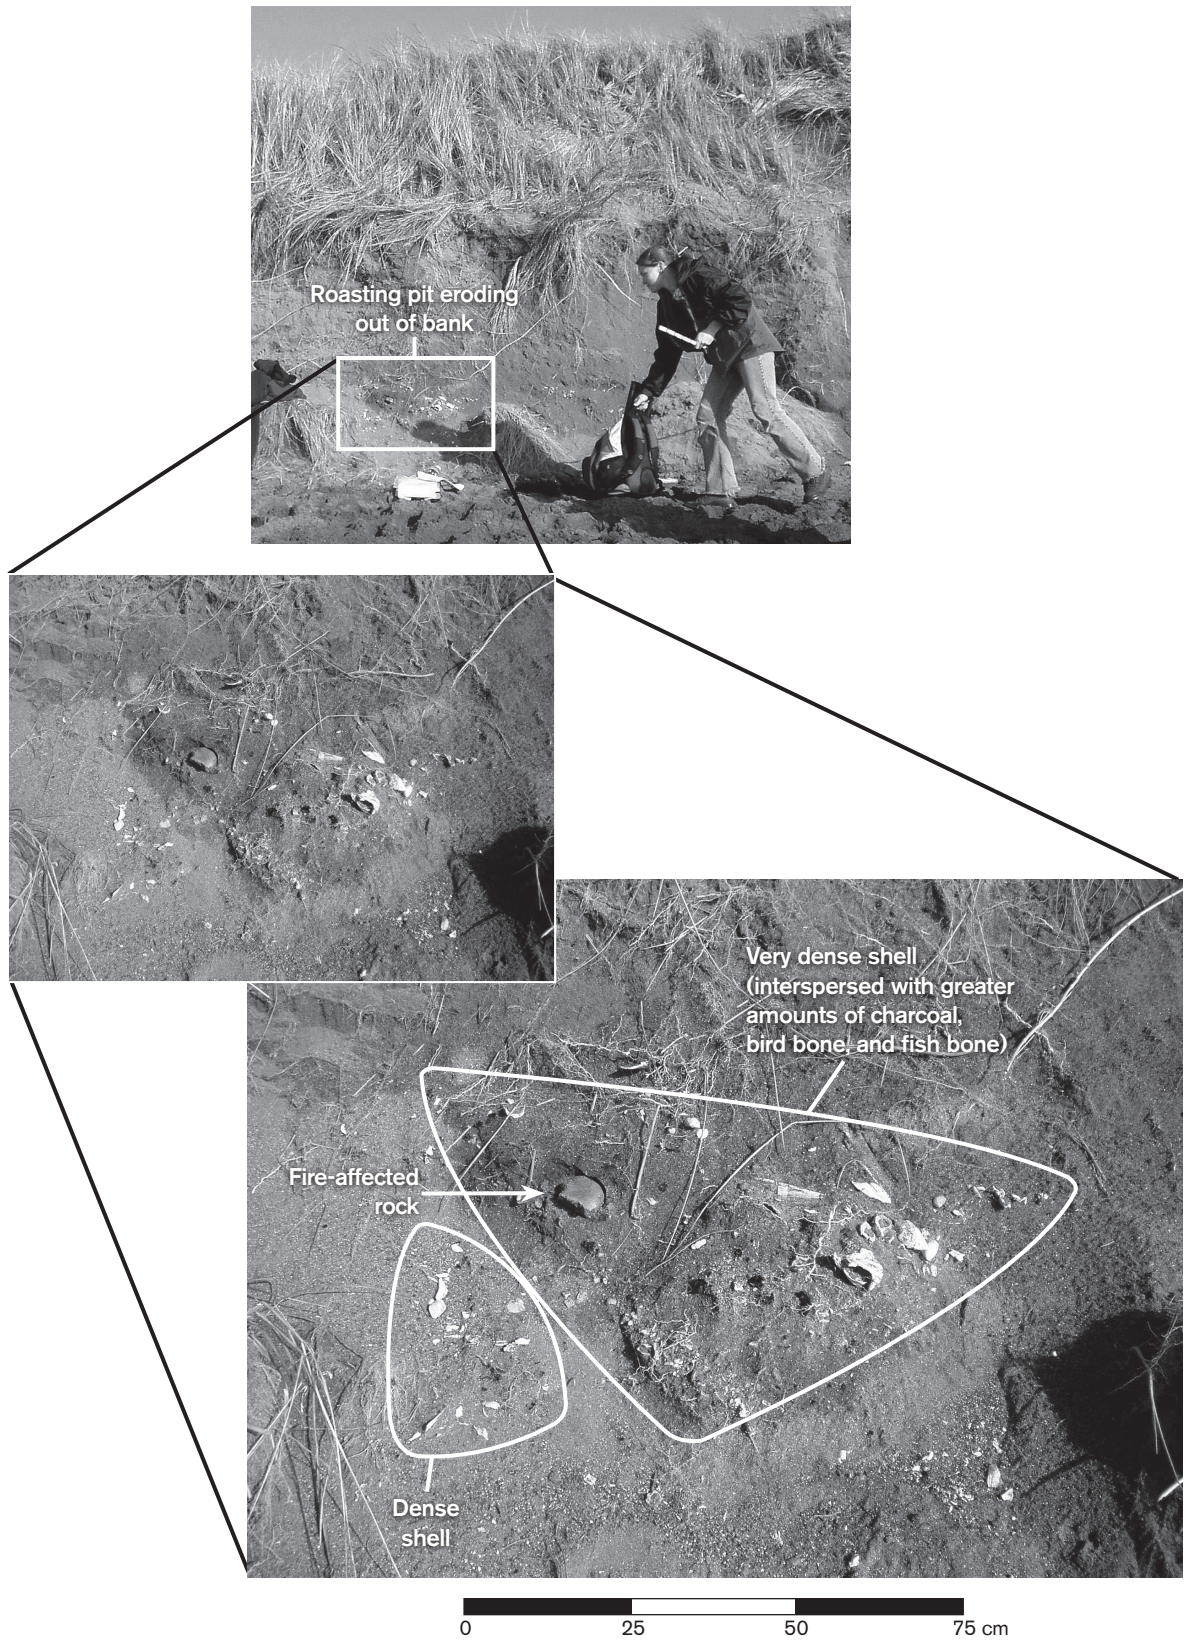 Roasting pit eroding
out of bank
Very dense shell
(interspersed with greater
amounts of charcoal,
bird bone, and fish bone)
Fire-affected
rock
Dense
shell
0 25 50 75 cm